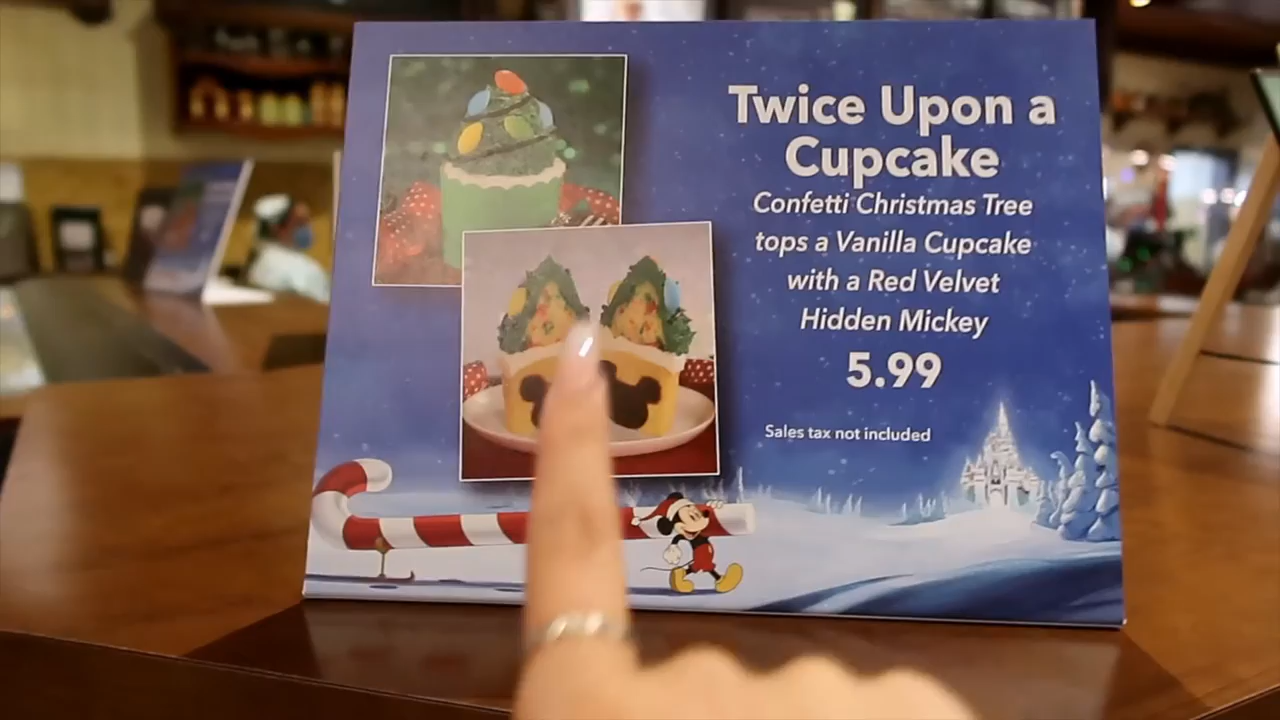 Twice Upon a
Cupcake
Confetti Christmas Tree
tops a Vanilla Cupcake
with a Red Velvet
Hidden Mickey
5.99
Sales tax not included